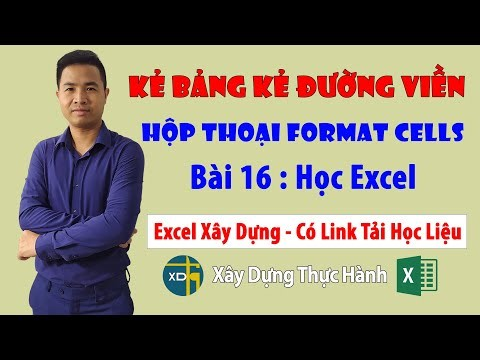 KẺ BẢNG KẺ ĐƯỜNG VIỀN
HỘP THOẠI FORMAT CELLS
Bài 16 : Học Excel
Excel Xây Dựng - Có Link Tải Học Liệu
XD Xây Dựng Thực Hành X